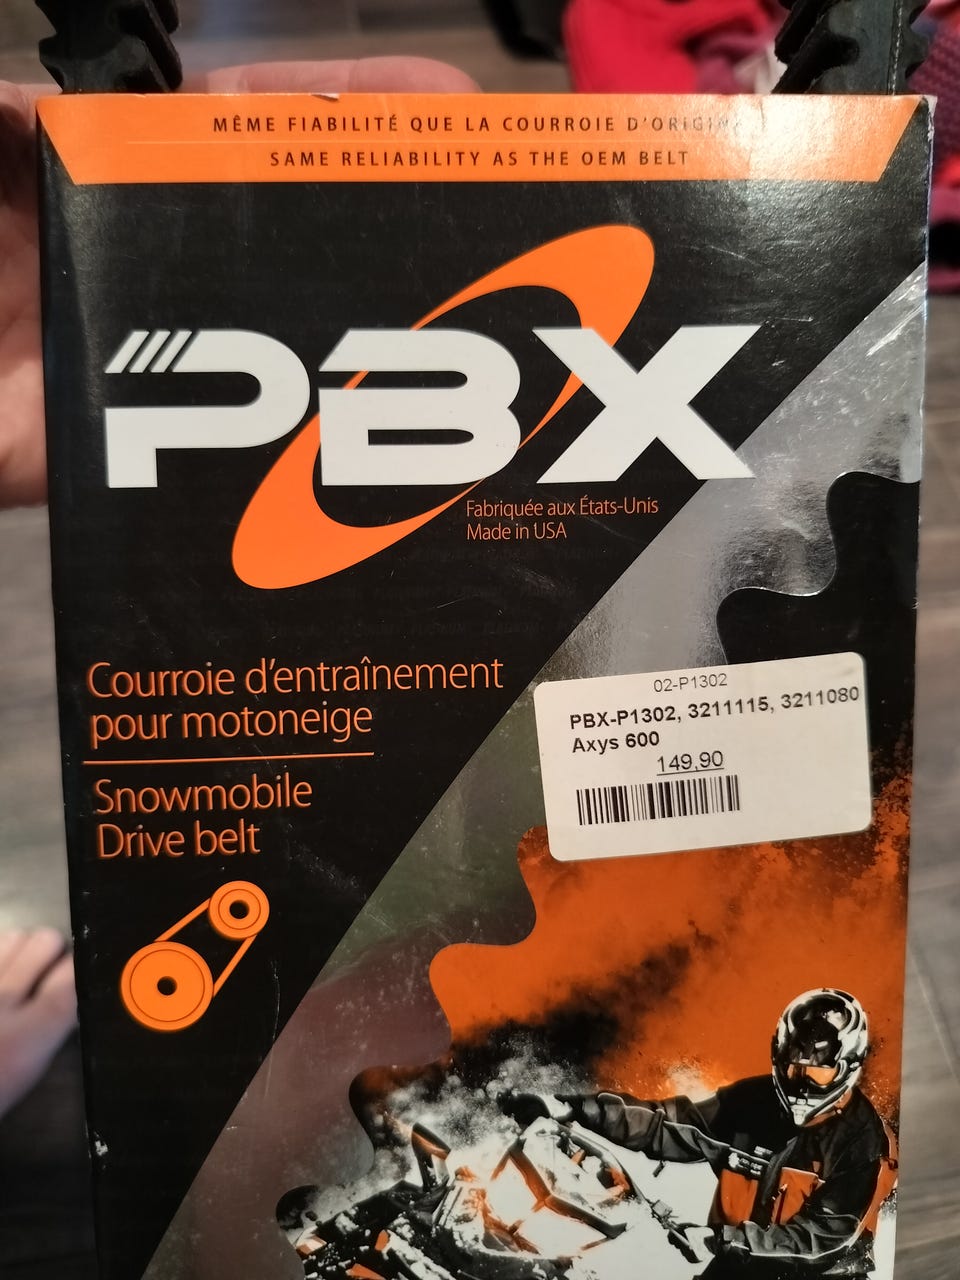 MÊME FIABILITÉ QUE LA COURROIE D'ORIGINE
SAME RELIABILITY AS THE OEM BELT
PBX
Fabriquée aux États-Unis
Made in USA
Courroie d'entraînement
pour motoneige
Snowmobile
Drive belt
02-P1302
PBX-P1302, 3211115, 3211080
Axys 600
149,90